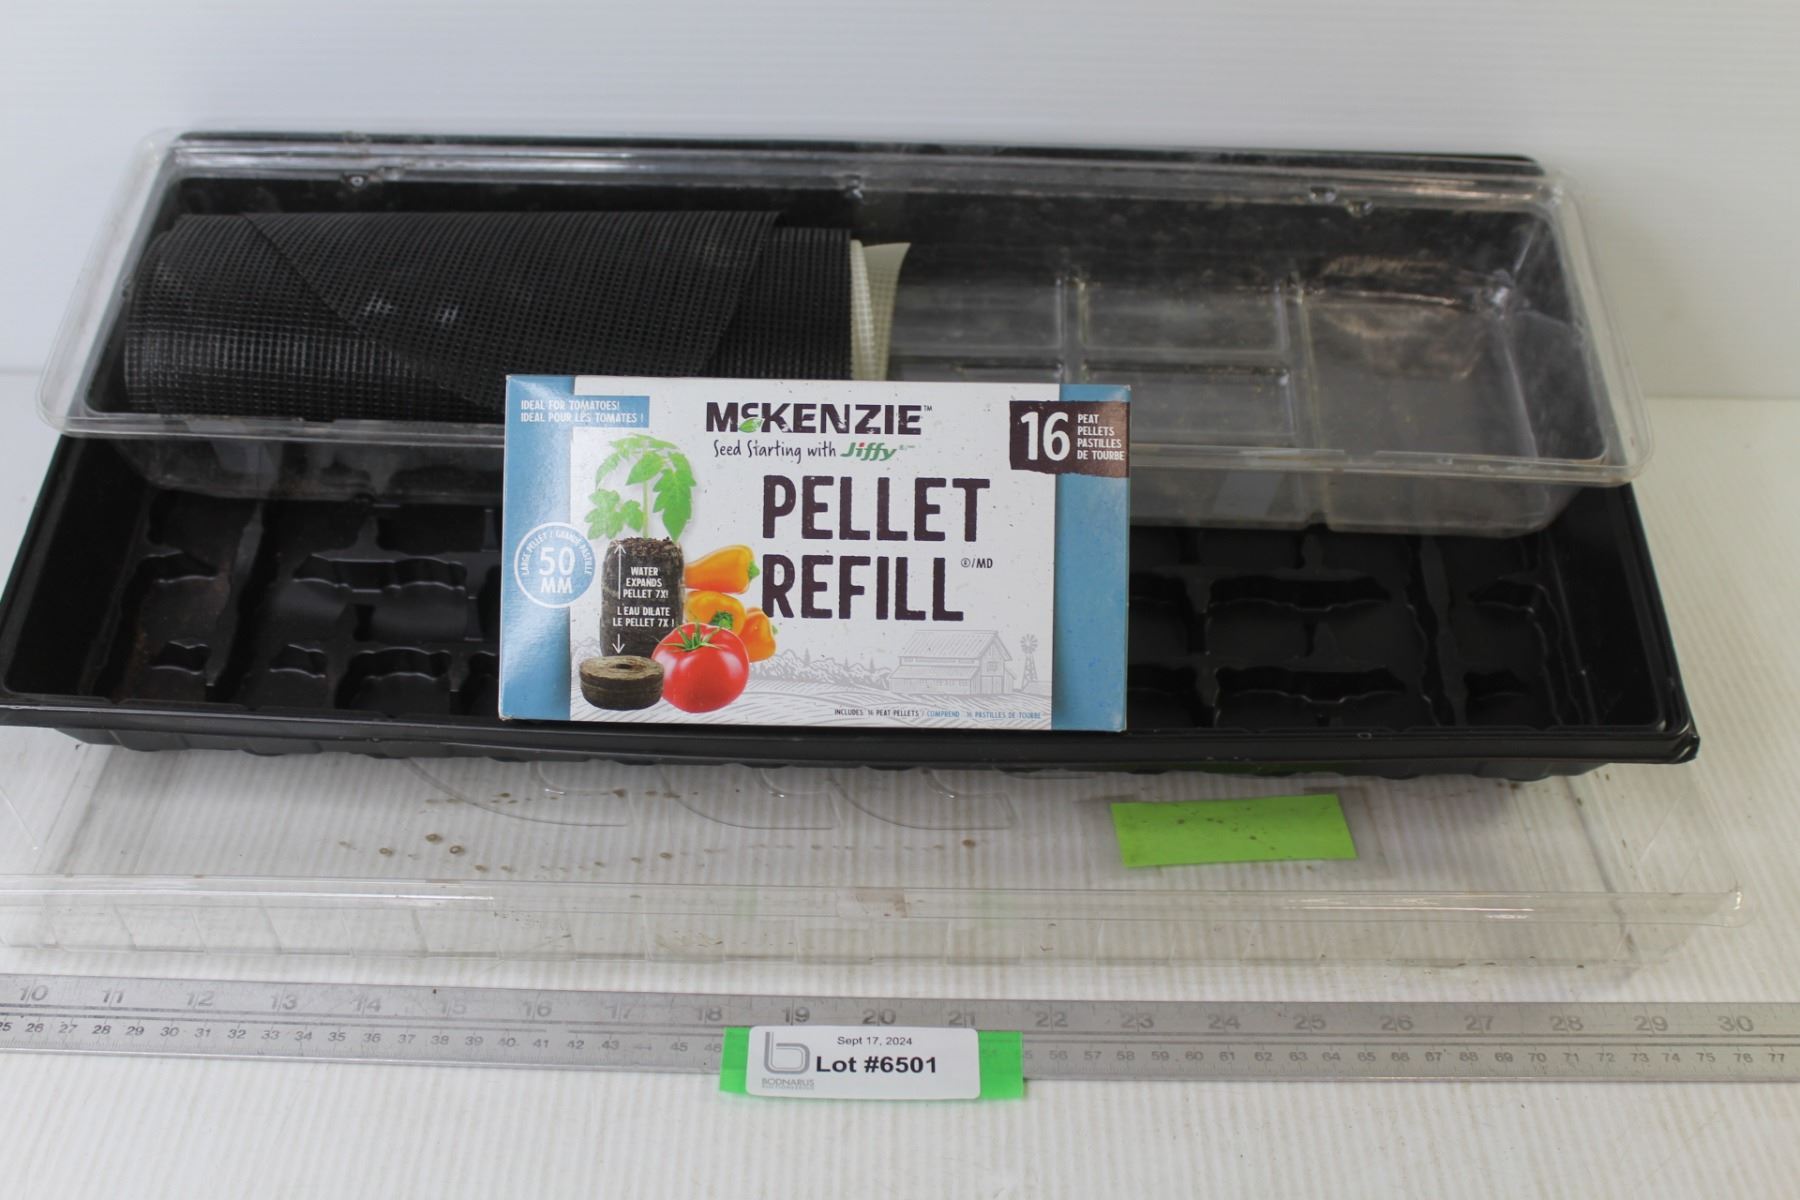 IDEAL FOR TOMATOES!
IDEAL POUR LES TOMATES !
McKENZIE™
Seed Starting with Jiffy
16
PEAT
PELLETS
PASTILLES
DE TOURBE
PELLET
REFILL ®/MD
LARGE PELLET / GRANDE PASTILLE
50
MM
WATER
EXPANDS
PELLET 7X!
L'EAU DILATE
LE PELLET 7X !
INCLUDES: 16 PEAT PELLETS / COMPREND : 16 PASTILLES DE TOURBE
10 11 12 13 14 15 16 17 18 19 20 21 22 23 24 25 26 27 28 29 30
25 26 27 28 29 30 31 32 33 34 35 36 37 38 39 40 41 42 43 44 45 56 57 58 59 60 61 62 63 64 65 66 67 68 69 70 71 72 73 74 75 76 77
Sept 17, 2024
Lot #6501
BODNARUS